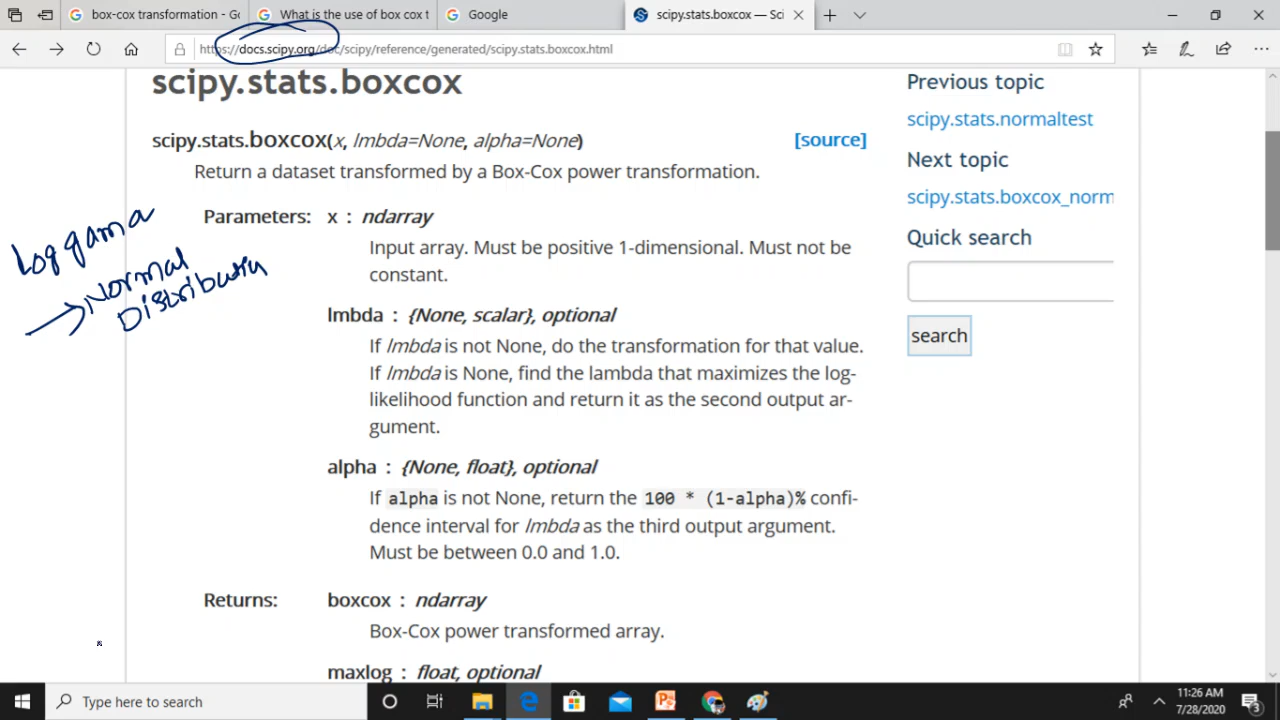 box-cox transformation - Go
What is the use of box cox t
Google
scipy.stats.boxcox — Sci
https://docs.scipy.org/doc/scipy/reference/generated/scipy.stats.boxcox.html
scipy.stats.boxcox
scipy.stats.boxcox(x, lmbda=None, alpha=None)
[source]
Return a dataset transformed by a Box-Cox power transformation.
Parameters:
x : ndarray
Input array. Must be positive 1-dimensional. Must not be
constant.
lmbda : {None, scalar}, optional
If lmbda is not None, do the transformation for that value.
If lmbda is None, find the lambda that maximizes the log-
likelihood function and return it as the second output ar-
gument.
alpha : {None, float}, optional
If alpha is not None, return the 100 * (1-alpha)% confi-
dence interval for lmbda as the third output argument.
Must be between 0.0 and 1.0.
Returns:
boxcox : ndarray
Box-Cox power transformed array.
maxlog : float, optional
Previous topic
scipy.stats.normaltest
Next topic
scipy.stats.boxcox_norm
Quick search
search
Log gama
→ Normal
Distribution
Type here to search
11:26 AM
7/28/2020
3